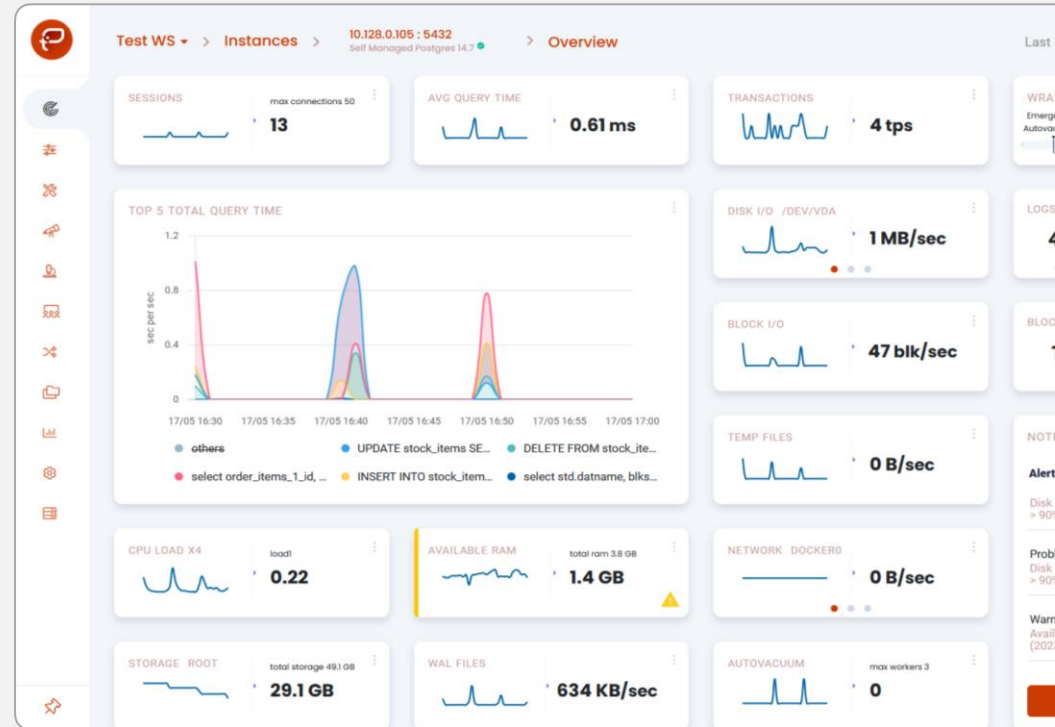 Test WS > Instances > 10.128.0.105 : 5432 > Overview
Self Managed Postgres 14.7
Last
SESSIONS
max connections 50
13
AVG QUERY TIME
0.61 ms
TRANSACTIONS
4 tps
TOP 5 TOTAL QUERY TIME
1.2
0.8
0.4
0
sec per sec
17/05 16:30 17/05 16:35 17/05 16:40 17/05 16:45 17/05 16:50 17/05 16:55 17/05 17:00
others
UPDATE stock_items SE...
DELETE FROM stock_ite...
select order_items_1_id, ...
INSERT INTO stock_item...
select std.datname, blks...
DISK I/O /DEV/VDA
1 MB/sec
LOGS
BLOCK I/O
47 blk/sec
TEMP FILES
0 B/sec
Alert
Disk
> 90%
Disk
> 90%
CPU LOAD X4
load1
0.22
AVAILABLE RAM
total ram 3.8 GB
1.4 GB
NETWORK DOCKER0
0 B/sec
STORAGE ROOT
total storage 49.1 GB
29.1 GB
WAL FILES
634 KB/sec
AUTOVACUUM
max workers 3
0